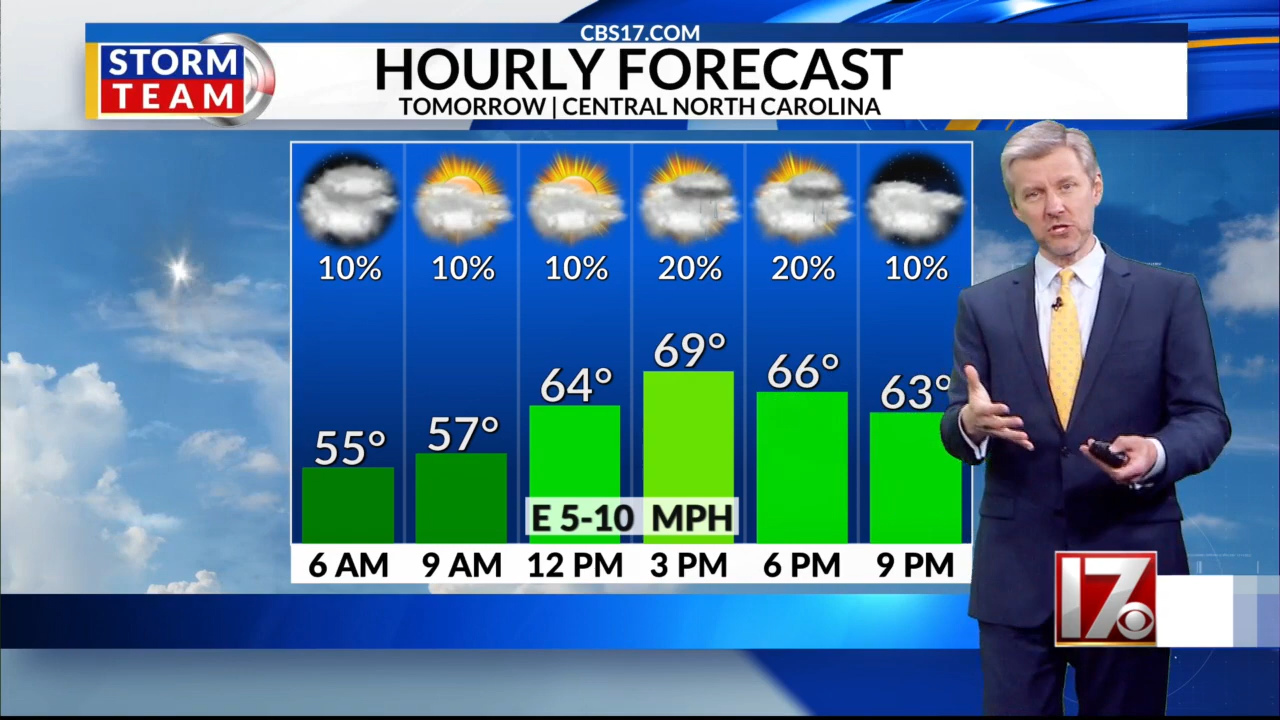 CBS17.COM
STORM
TEAM
HOURLY FORECAST
TOMORROW | CENTRAL NORTH CAROLINA
10% 10% 10% 20% 20% 10%
55° 57° 64° 69° 66° 63°
E 5-10 MPH
6 AM 9 AM 12 PM 3 PM 6 PM 9 PM
17